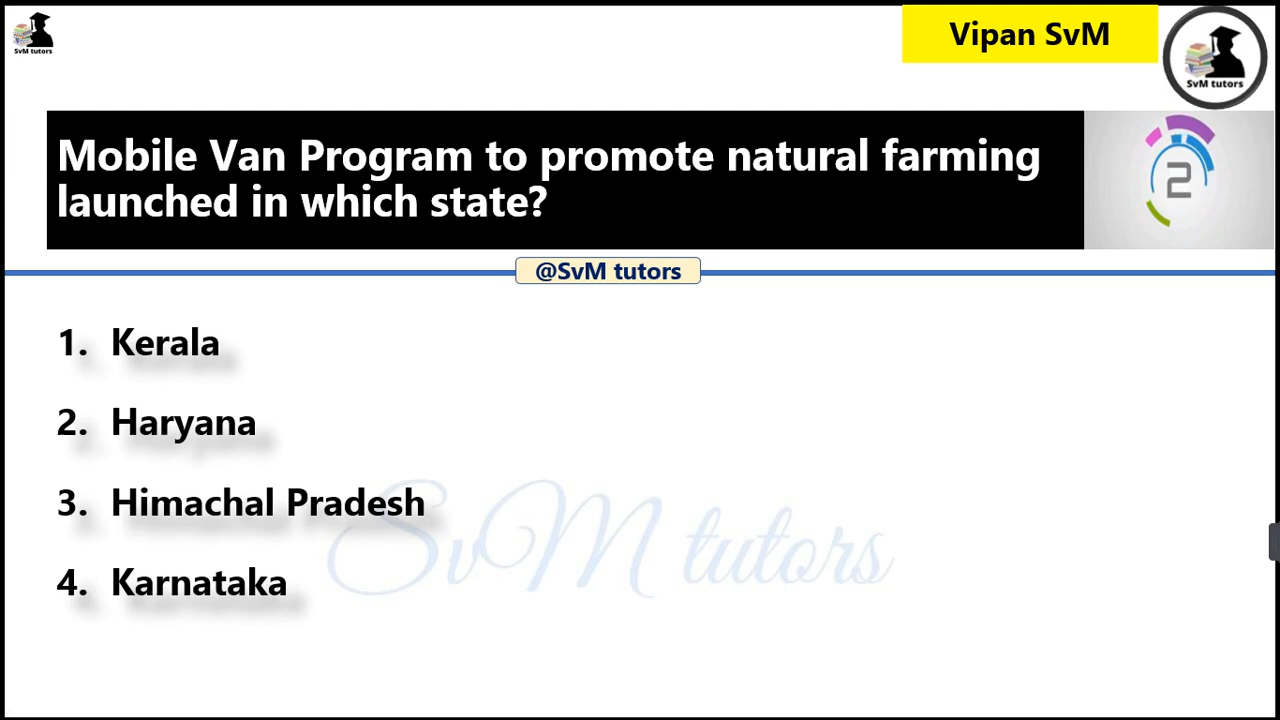 SvM tutors
Vipan SvM
SvM tutors
Mobile Van Program to promote natural farming
launched in which state?
2
@SvM tutors
1. Kerala
2. Haryana
3. Himachal Pradesh
4. Karnataka
SvM tutors